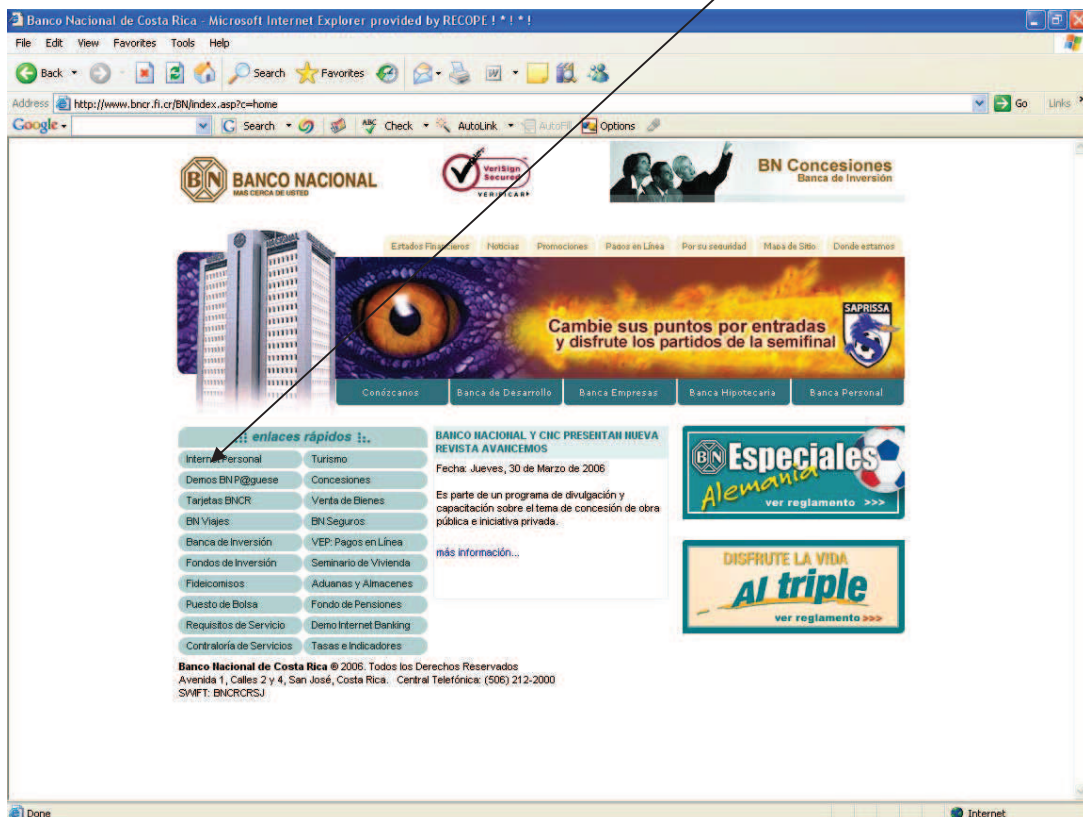 Banco Nacional de Costa Rica - Microsoft Internet Explorer provided by RECOPE ! * ! * !
File Edit View Favorites Tools Help
Back Search Favorites
Address http://www.bncr.fi.cr/BN/index.asp?c=home Go Links
Google Search Check AutoLink AutoFill Options
BN BANCO NACIONAL
MAS CERCA DE USTED
VeriSign
Secured
VERIFICAR
BN Concesiones
Banca de Inversión
Estados Financieros Noticias Promociones Pagos en Línea Por su seguridad Mapa de Sitio Donde estamos
NACIONAL
SAPRISSA
Cambie sus puntos por entradas
y disfrute los partidos de la semifinal
Conózcanos Banca de Desarrollo Banca Empresas Banca Hipotecaria Banca Personal
enlaces rápidos
Internet Personal Turismo
Demos BN P@guese Concesiones
Tarjetas BNCR Venta de Bienes
BN Viajes BN Seguros
Banca de Inversión VEP: Pagos en Línea
Fondos de Inversión Seminario de Vivienda
Fideicomisos Aduanas y Almacenes
Puesto de Bolsa Fondo de Pensiones
Requisitos de Servicio Demo Internet Banking
Contraloría de Servicios Tasas e Indicadores
BANCO NACIONAL Y CNC PRESENTAN NUEVA
REVISTA AVANCEMOS
Fecha: Jueves, 30 de Marzo de 2006
Es parte de un programa de divulgación y
capacitación sobre el tema de concesión de obra
pública e iniciativa privada.
más información...
BN Especiales
Alemania
ver reglamento >>>
DISFRUTE LA VIDA
Al triple
ver reglamento >>>
Banco Nacional de Costa Rica ® 2006. Todos los Derechos Reservados
Avenida 1, Calles 2 y 4, San José, Costa Rica. Central Telefónica: (506) 212-2000
SWIFT: BNCRCRSJ
Done Internet